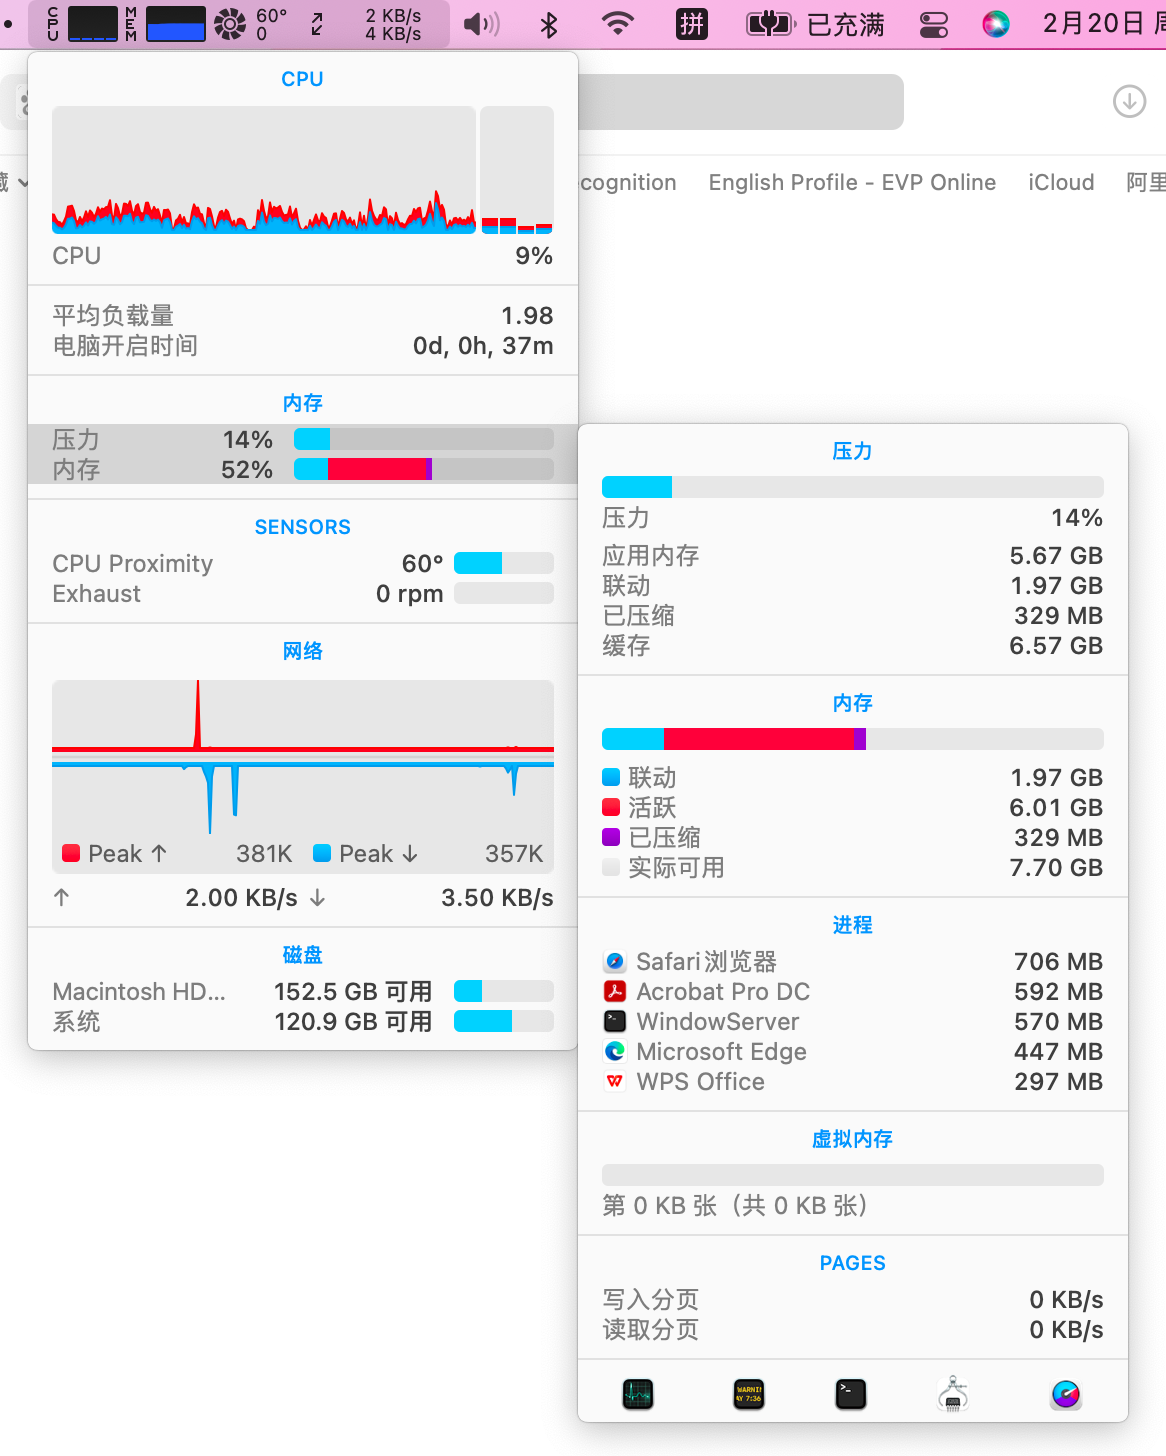 CPU
MEM
60°
0
2 KB/s
4 KB/s
拼
已充满
2月20日
CPU
CPU 9%
平均负载量 1.98
电脑开启时间 0d, 0h, 37m
内存
压力 14%
内存 52%
SENSORS
CPU Proximity 60°
Exhaust 0 rpm
网络
Peak ↑ 381K Peak ↓ 357K
↑ 2.00 KB/s ↓ 3.50 KB/s
磁盘
Macintosh HD... 152.5 GB 可用
系统 120.9 GB 可用
cognition English Profile - EVP Online iCloud 阿里
压力
压力 14%
应用内存 5.67 GB
联动 1.97 GB
已压缩 329 MB
缓存 6.57 GB
内存
联动 1.97 GB
活跃 6.01 GB
已压缩 329 MB
实际可用 7.70 GB
进程
Safari浏览器 706 MB
Acrobat Pro DC 592 MB
WindowServer 570 MB
Microsoft Edge 447 MB
WPS Office 297 MB
虚拟内存
第 0 KB 张（共 0 KB 张）
PAGES
写入分页 0 KB/s
读取分页 0 KB/s